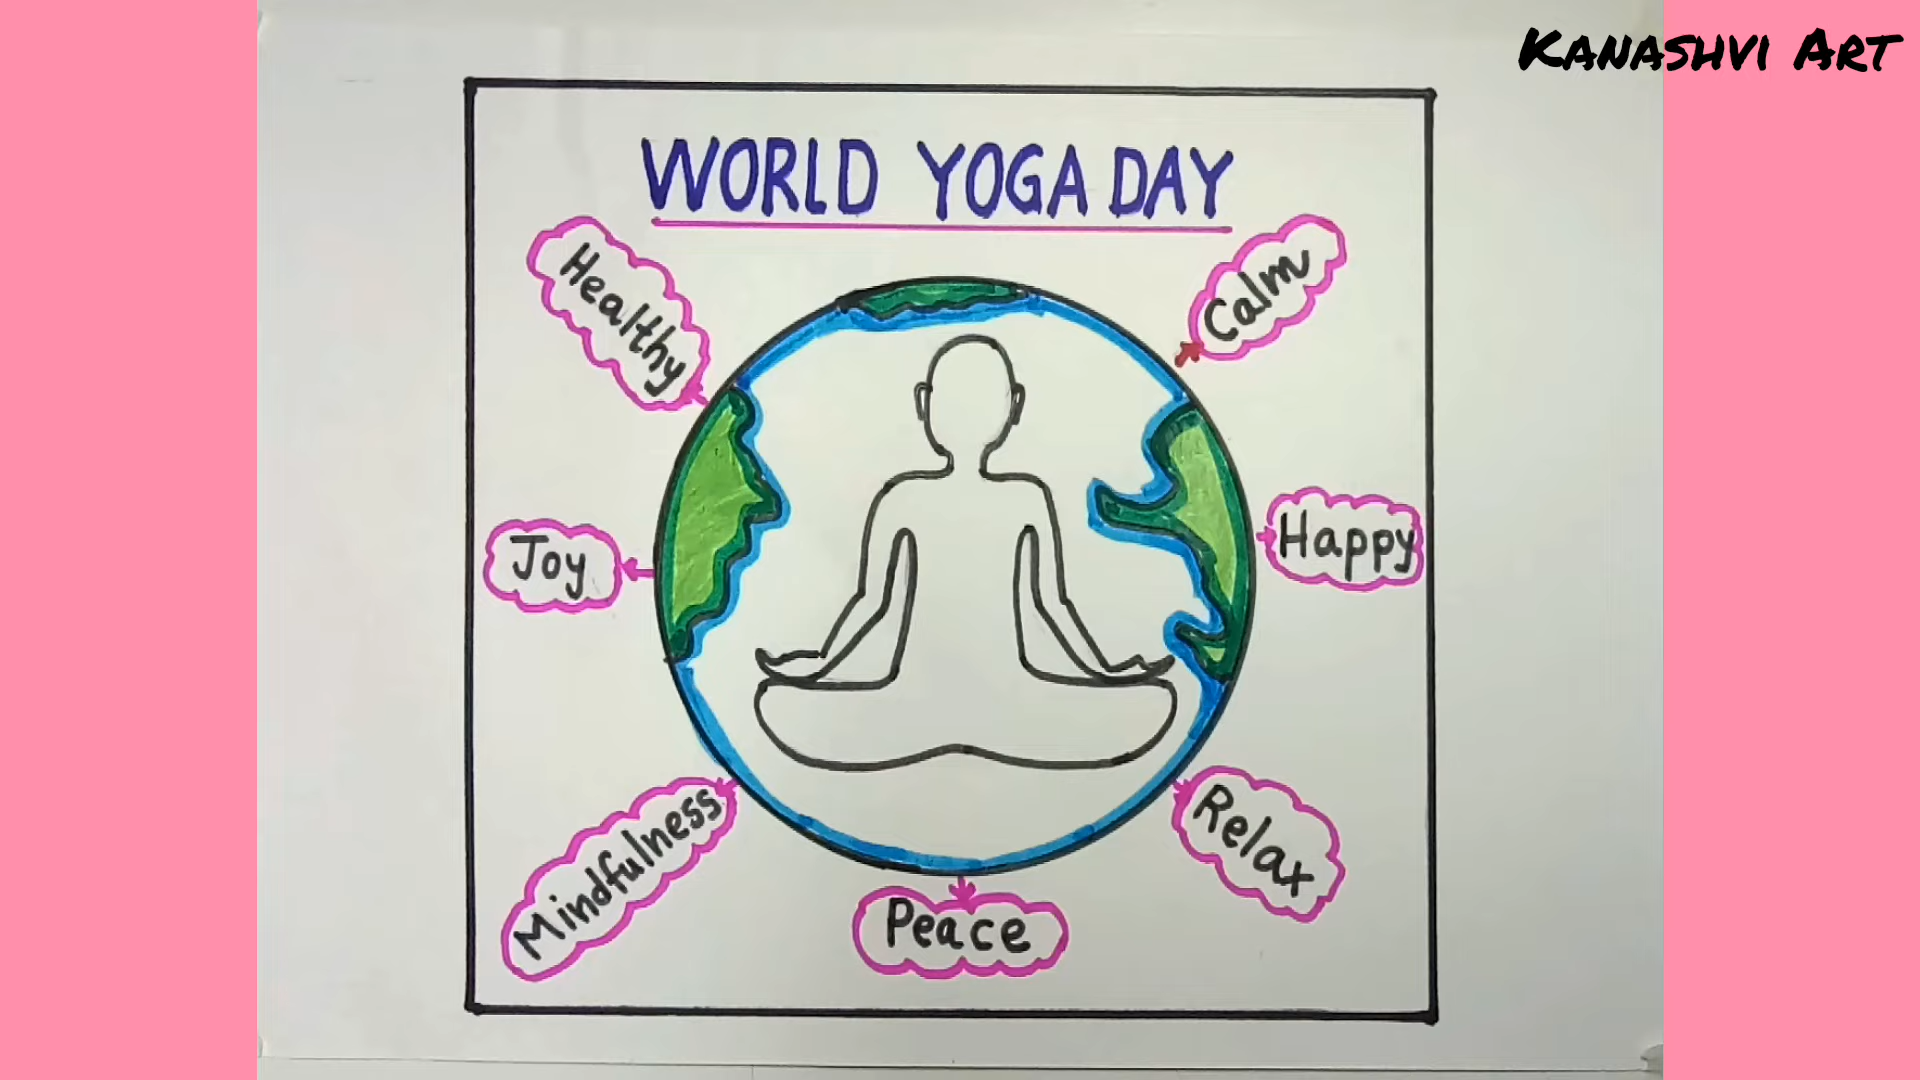 Kanashvi Art
WORLD YOGA DAY
Healthy
Calm
Joy
Happy
Mindfulness
Relax
Peace